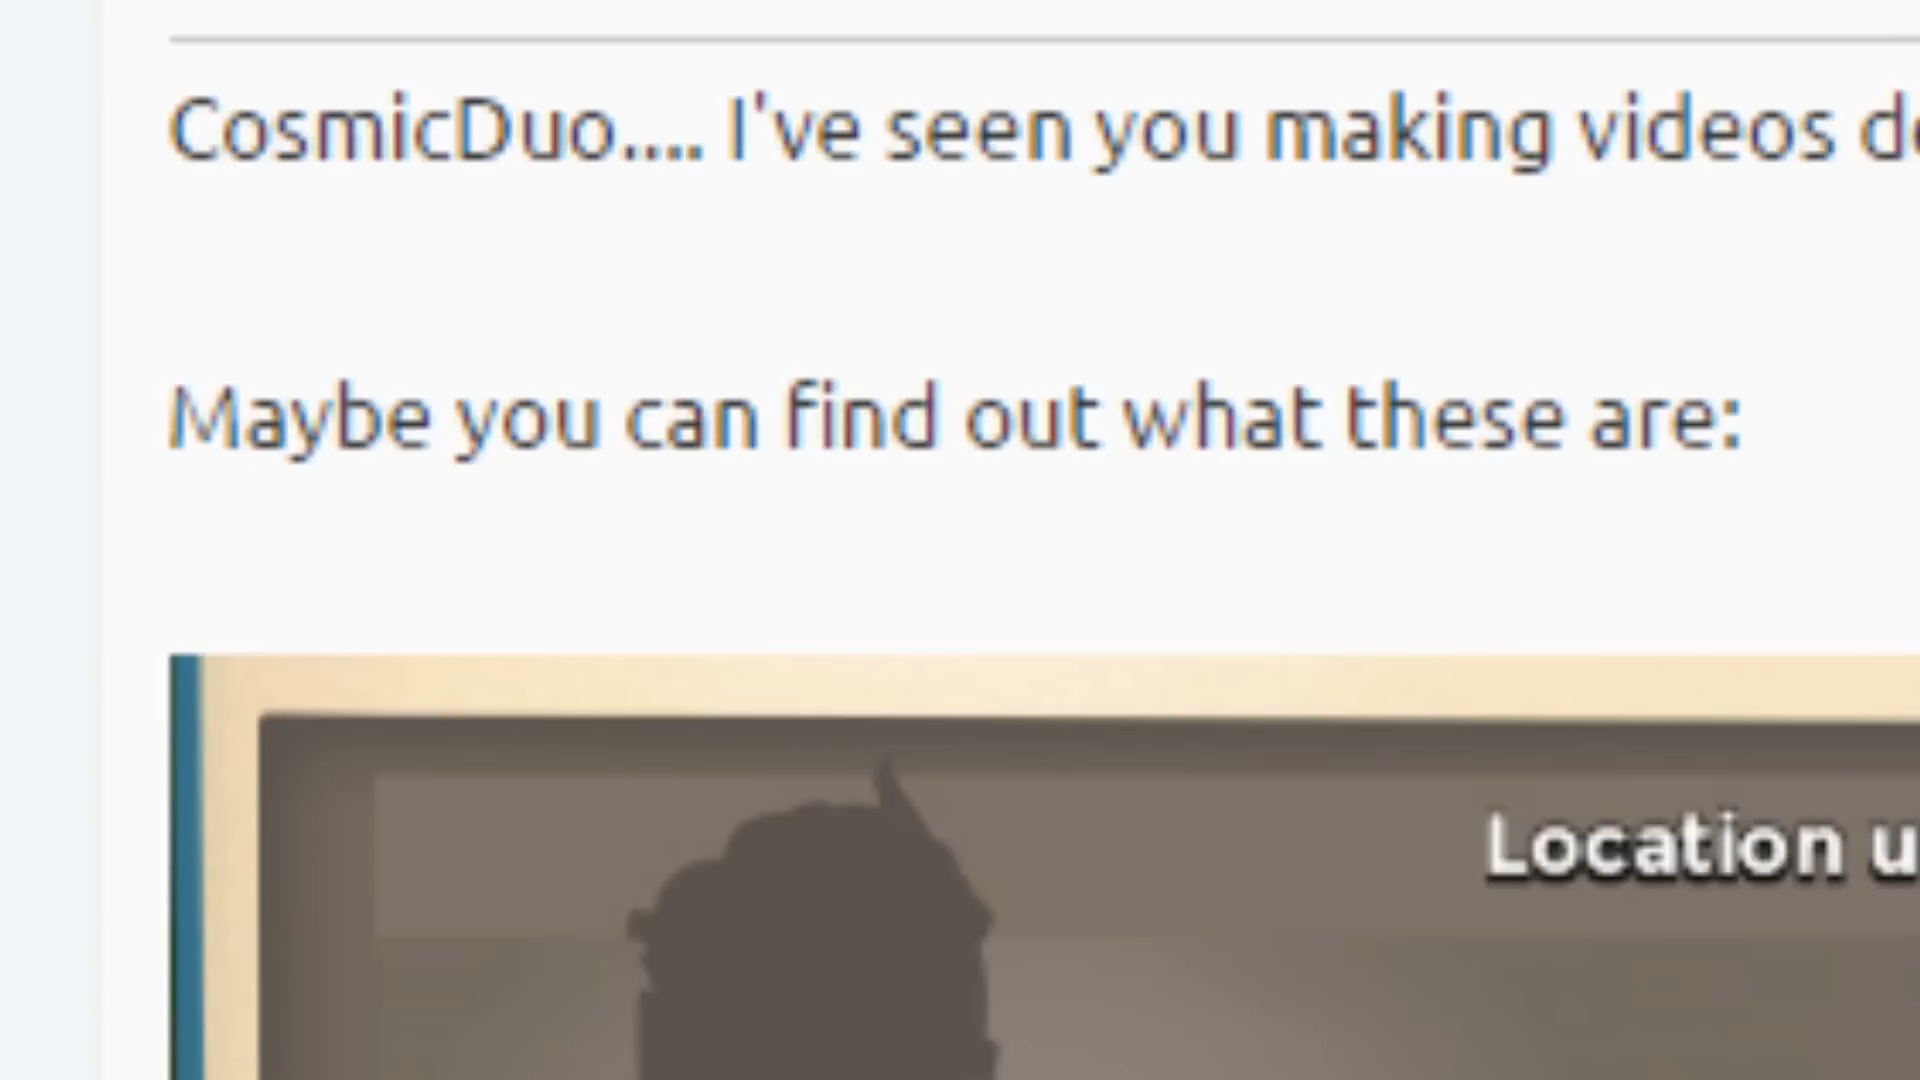 CosmicDuo.... I've seen you making videos
Maybe you can find out what these are:
Location